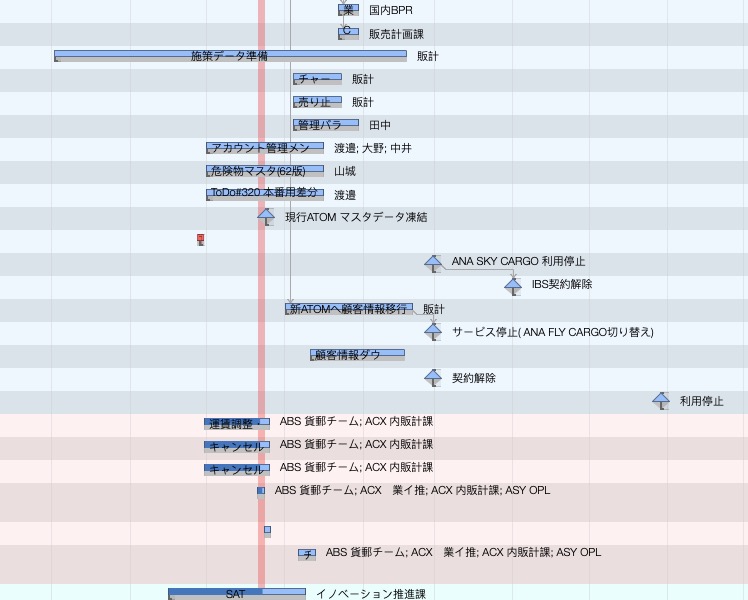 業 国内BPR
C 販売計画課
施策データ準備 販計
チャー 販計
売り止 販計
管理パラ 田中
アカウント管理メン 渡邉; 大野; 中井
危険物マスタ(62版) 山城
ToDo#320 本番用差分 渡邉
現行ATOM マスタデータ凍結
ANA SKY CARGO 利用停止
IBS契約解除
新ATOMへ顧客情報移行 販計
サービス停止( ANA FLY CARGO切り替え)
顧客情報ダウ
契約解除
利用停止
運賃調整 ABS 貨郵チーム; ACX 内販計課
キャンセル ABS 貨郵チーム; ACX 内販計課
キャンセル ABS 貨郵チーム; ACX 内販計課
ABS 貨郵チーム; ACX　業イ推; ACX 内販計課; ASY OPL
チ ABS 貨郵チーム; ACX　業イ推; ACX 内販計課; ASY OPL
SAT イノベーション推進課